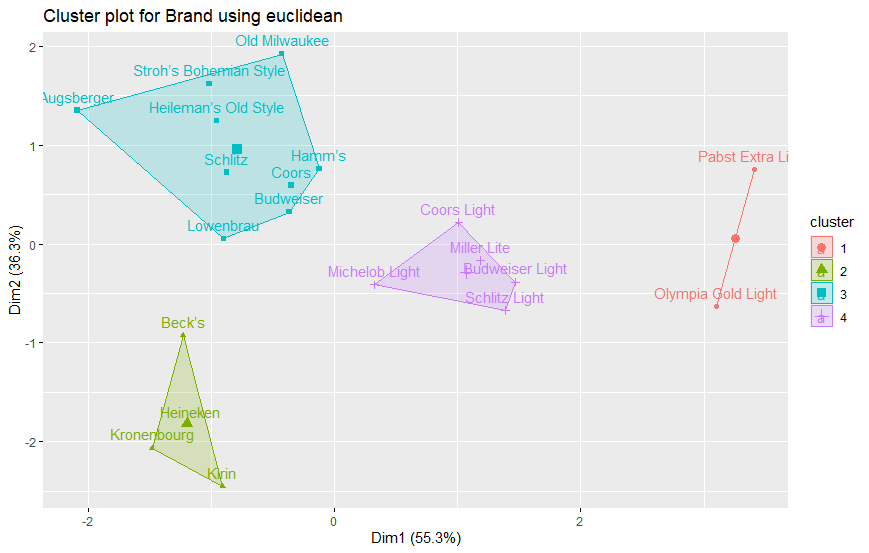 Cluster plot for Brand using euclidean
Dim2 (36.3%)
2
1
0
-1
-2
Old Milwaukee
Stroh's Bohemian Style
Augsberger
Heileman's Old Style
Hamm's
Schlitz
Coors
Budweiser
Lowenbrau
Pabst Extra Li
Coors Light
Miller Lite
Michelob Light
Budweiser Light
Schlitz Light
Olympia Gold Light
Beck's
Heineken
Kronenbourg
Kirin
-2
0
2
Dim1 (55.3%)
cluster
a 1
a 2
a 3
a 4